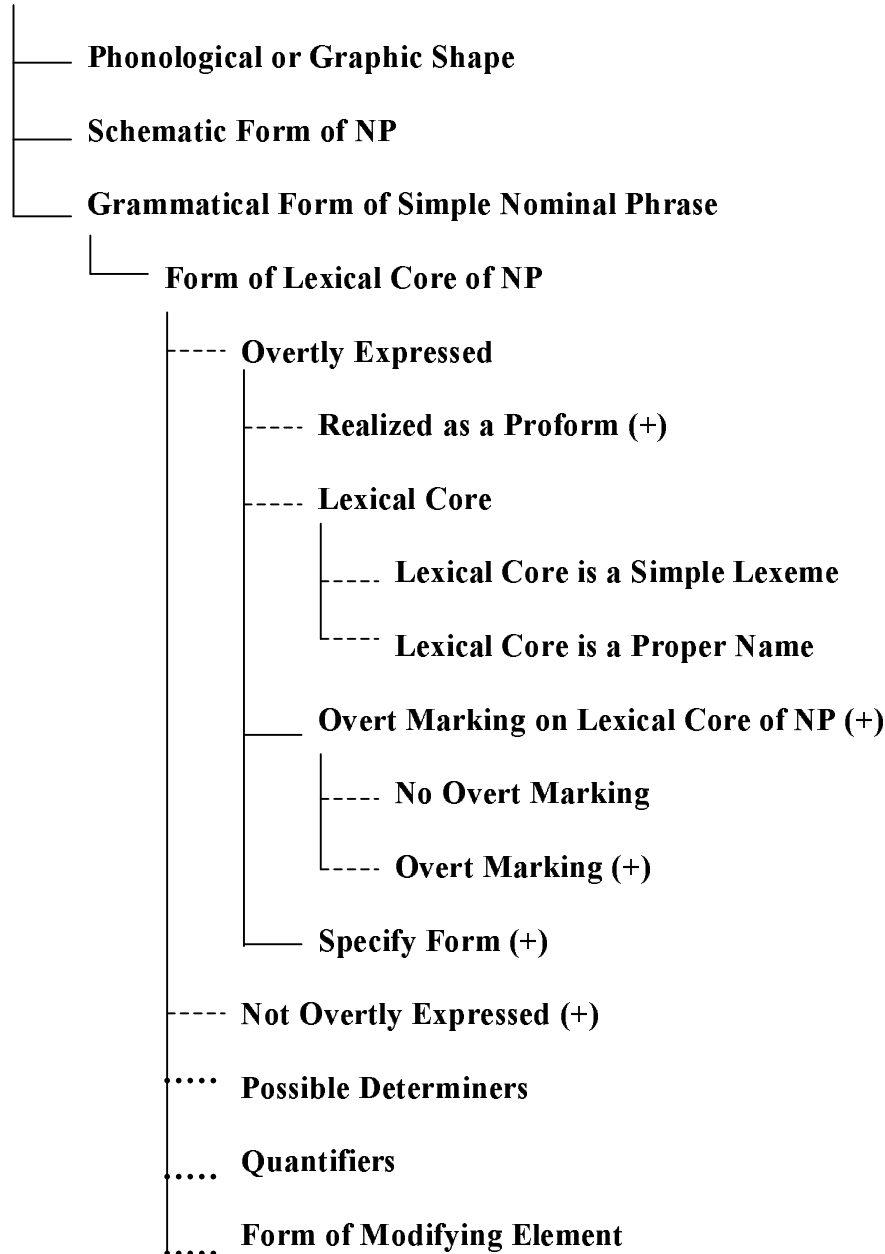 Phonological or Graphic Shape
Schematic Form of NP
Grammatical Form of Simple Nominal Phrase
Form of Lexical Core of NP
Overtly Expressed
Realized as a Proform (+)
Lexical Core
Lexical Core is a Simple Lexeme
Lexical Core is a Proper Name
Overt Marking on Lexical Core of NP (+)
No Overt Marking
Overt Marking (+)
Specify Form (+)
Not Overtly Expressed (+)
Possible Determiners
Quantifiers
Form of Modifying Element